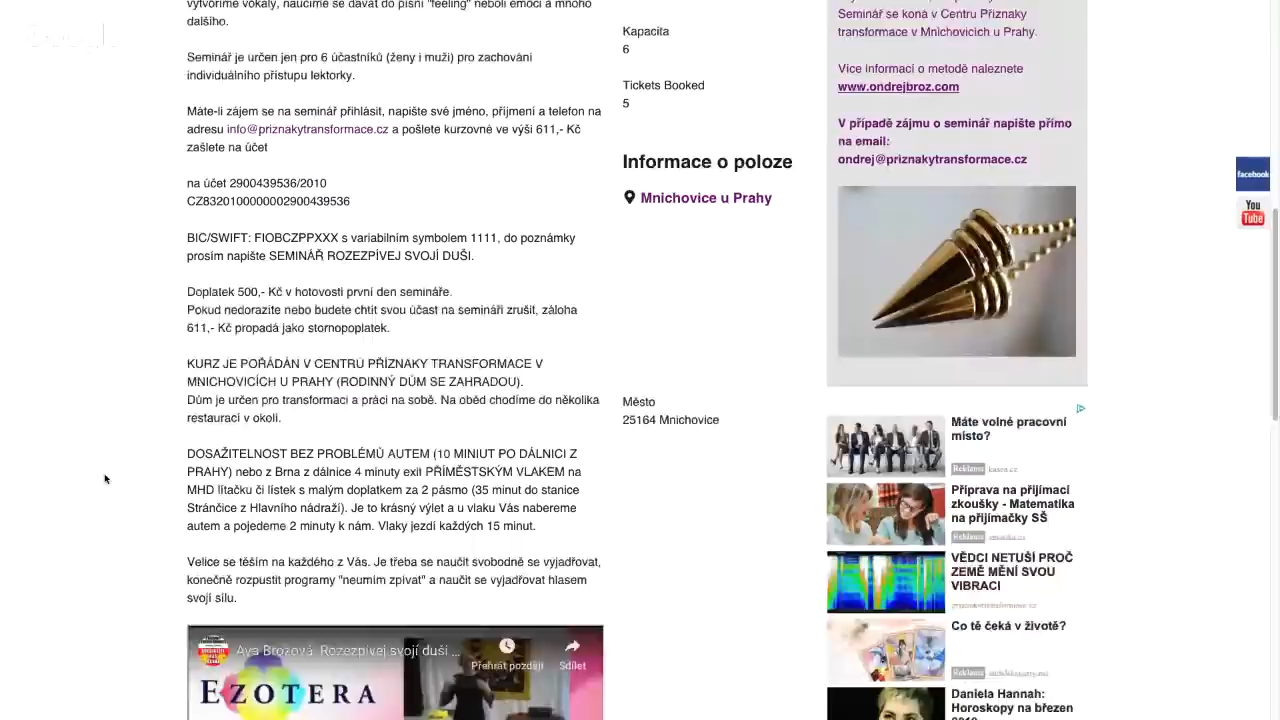 vytvoříme vokály, naučíme se dávat do písní "feeling" neboli emoci a mnoho
dalšího.
Seminář je určen jen pro 6 účastníků (ženy i muži) pro zachování
individuálního přístupu lektorky.
Máte-li zájem se na seminář přihlásit, napište své jméno, příjmení a telefon na
adresu info@priznakytransformace.cz a pošlete kurzovné ve výši 611,- Kč
zašlete na účet
na účet 2900439536/2010
CZ8320100000002900439536
BIC/SWIFT: FIOBCZPPXXX s variabilním symbolem 1111, do poznámky
prosím napište SEMINÁŘ ROZEZPÍVEJ SVOJÍ DUŠI.
Doplatek 500,- Kč v hotovosti první den semináře.
Pokud nedorazíte nebo budete chtít svou účast na semináři zrušit, záloha
611,- Kč propadá jako stornopoplatek.
KURZ JE POŘÁDÁN V CENTRU PŘÍZNAKY TRANSFORMACE V
MNICHOVICÍCH U PRAHY (RODINNÝ DŮM SE ZAHRADOU).
Dům je určen pro transformaci a práci na sobě. Na oběd chodíme do několika
restaurací v okolí.
DOSAŽITELNOST BEZ PROBLÉMŮ AUTEM (10 MINIUT PO DÁLNICI Z
PRAHY) nebo z Brna z dálnice 4 minuty exit PŘÍMĚSTSKÝM VLAKEM na
MHD lítačku či lístek s malým doplatkem za 2 pásmo (35 minut do stanice
Strančice z Hlavního nádraží). Je to krásný výlet a u vlaku Vás nabereme
autem a pojedeme 2 minuty k nám. Vlaky jezdí každých 15 minut.
Velice se těším na každého z Vás. Je třeba se naučit svobodně se vyjadřovat,
konečně rozpustit programy "neumím zpívat" a naučit se vyjadřovat hlasem
svojí sílu.
Aya Brožová. Rozezpívej svojí duši ...
Přehrát později
Sdílet
EZOTERA
Kapacita
6
Tickets Booked
5
Informace o poloze
Mnichovice u Prahy
Město
25164 Mnichovice
Seminář se koná v Centru Příznaky
transformace v Mnichovicích u Prahy.
Více informací o metodě naleznete
www.ondrejbroz.com
V případě zájmu o seminář napište přímo
na email:
ondrej@priznakytransformace.cz
Máte volné pracovní
místo?
Reklama
Příprava na přijímací
zkoušky - Matematika
na přijímačky SŠ
Reklama
VĚDCI NETUŠÍ PROČ
ZEMĚ MĚNÍ SVOU
VIBRACI
Co tě čeká v životě?
Reklama
Daniela Hannah:
Horoskopy na březen
facebook
You
Tube